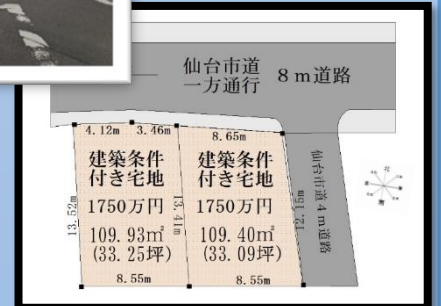 仙台市道
一方通行
8m道路
4.12m
3.46m
8.65m
建築条件
付き宅地
1750万円
109.93㎡
(33.25坪)
13.52m
8.55m
13.41m
建築条件
付き宅地
1750万円
109.40㎡
(33.09坪)
8.55m
12.15m
仙台市道4m道路
北
南